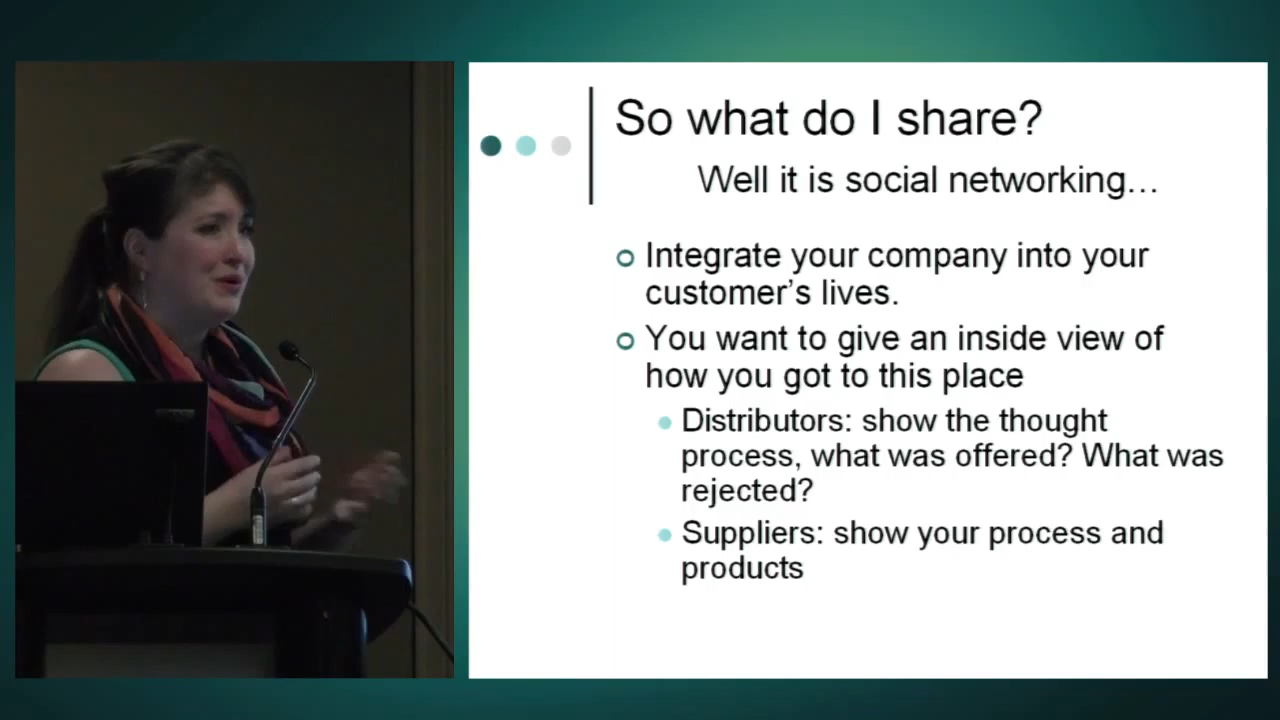 So what do I share?
Well it is social networking...
Integrate your company into your
customer's lives.
You want to give an inside view of
how you got to this place
Distributors: show the thought
process, what was offered? What was
rejected?
Suppliers: show your process and
products